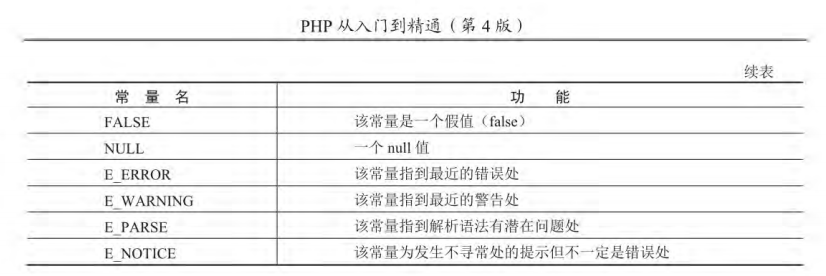 PHP 从入门到精通（第 4 版）
续表
常 量 名 功 能
FALSE 该常量是一个假值（false）
NULL 一个 null 值
E_ERROR 该常量指到最近的错误处
E_WARNING 该常量指到最近的警告处
E_PARSE 该常量指到解析语法有潜在问题处
E_NOTICE 该常量为发生不寻常处的提示但不一定是错误处